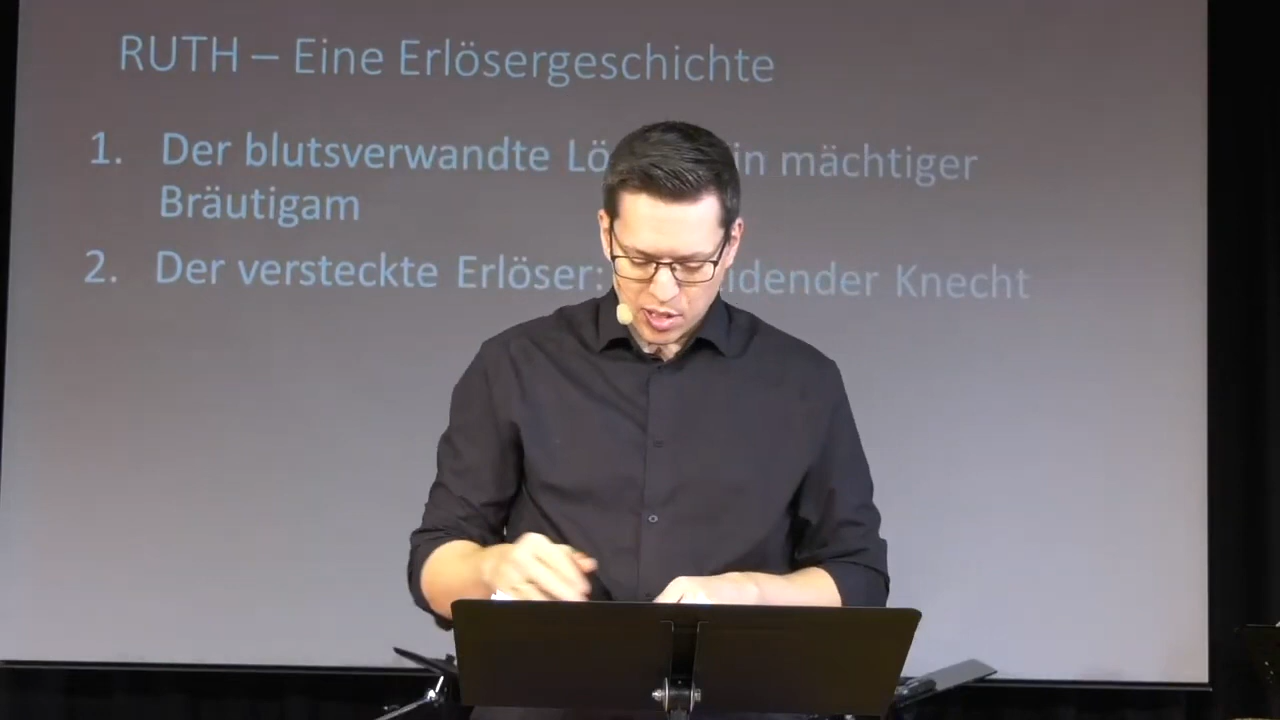 RUTH – Eine Erlösergeschichte
1. Der blutsverwandte mächtiger
Bräutigam
2. Der versteckte Erlöser: Knecht